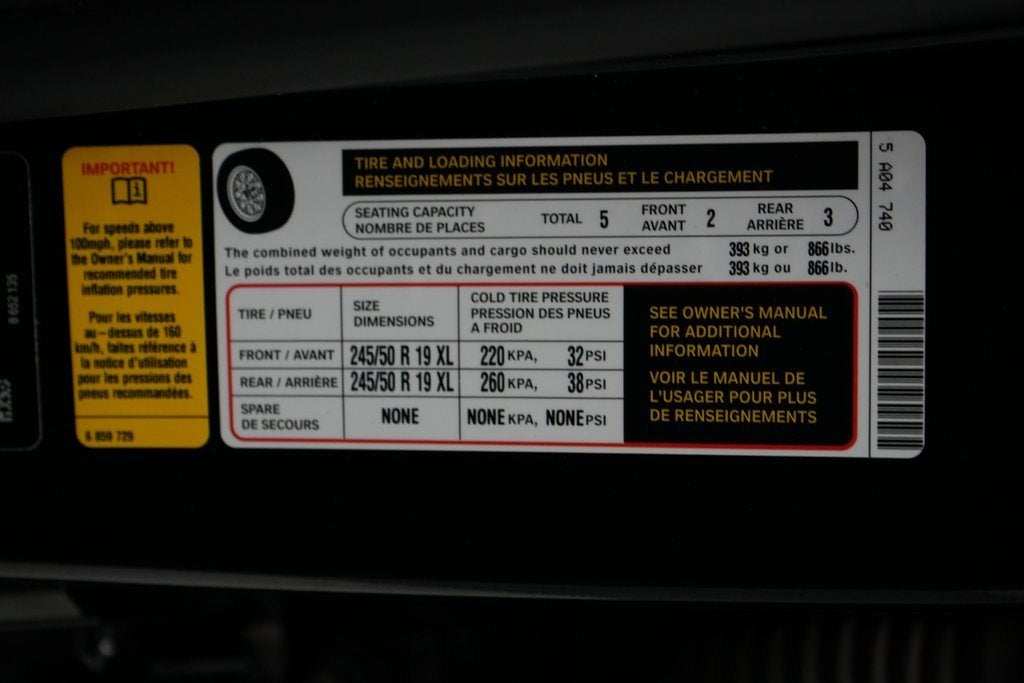 IMPORTANT!
For speeds above
100mph, please refer to
the Owner's Manual for
recommended tire
inflation pressures.
Pour les vitesses
au-dessus de 160
km/h, faites référence à
la notice d'utilisation
pour les pressions des
pneus recommandées.
6 859 729
8 652 135
TIRE AND LOADING INFORMATION
RENSEIGNEMENTS SUR LES PNEUS ET LE CHARGEMENT
SEATING CAPACITY
NOMBRE DE PLACES
TOTAL 5
FRONT
AVANT 2
REAR
ARRIÈRE 3
The combined weight of occupants and cargo should never exceed 393 kg or 866lbs.
Le poids total des occupants et du chargement ne doit jamais dépasser 393 kg ou 866lb.
TIRE / PNEU
SIZE
DIMENSIONS
COLD TIRE PRESSURE
PRESSION DES PNEUS
A FROID
FRONT / AVANT 245/50 R 19 XL 220 KPA, 32 PSI
REAR / ARRIÈRE 245/50 R 19 XL 260 KPA, 38 PSI
SPARE
DE SECOURS
NONE NONE KPA, NONE PSI
SEE OWNER'S MANUAL
FOR ADDITIONAL
INFORMATION
VOIR LE MANUEL DE
L'USAGER POUR PLUS
DE RENSEIGNEMENTS
5 A04 740